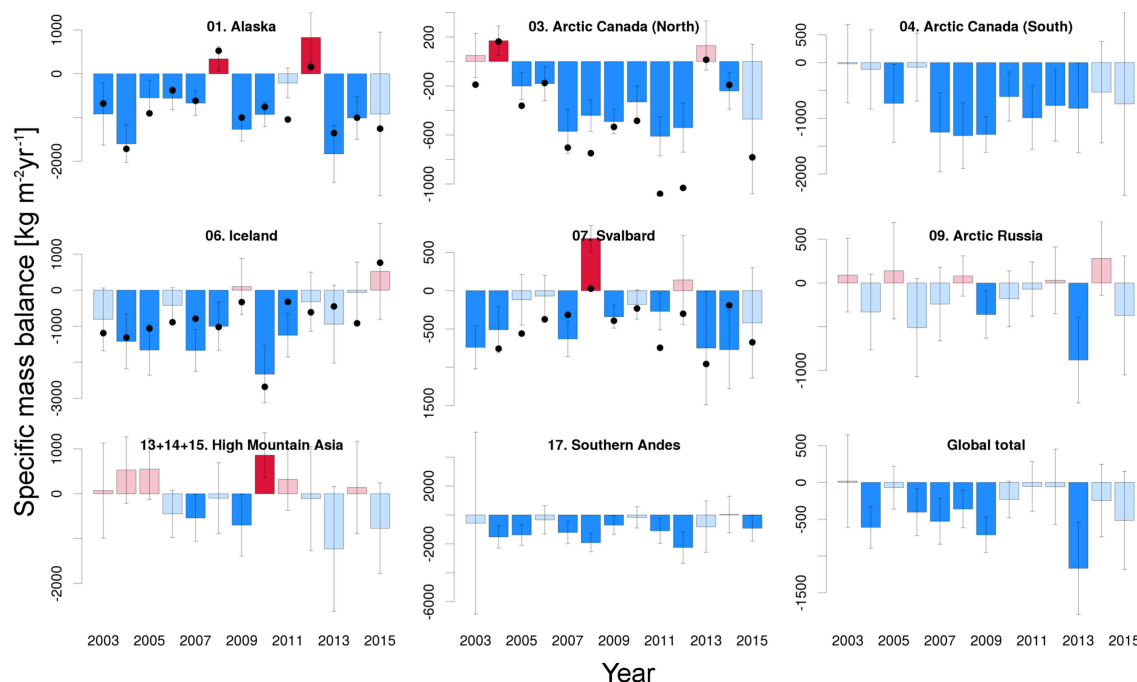 01. Alaska
1000
0
-2000
03. Arctic Canada (North)
200
-200
-600
-1000
04. Arctic Canada (South)
500
0
-1000
-2000
06. Iceland
1000
-1000
-3000
07. Svalbard
500
500
1500
09. Arctic Russia
500
0
-1000
13+14+15. High Mountain Asia
1000
0
-2000
17. Southern Andes
2000
-2000
-6000
Global total
500
-500
-1500
2003 2005 2007 2009 2011 2013 2015
2003 2005 2007 2009 2011 2013 2015
2003 2005 2007 2009 2011 2013 2015
Specific mass balance [kg m⁻²yr⁻¹]
Year